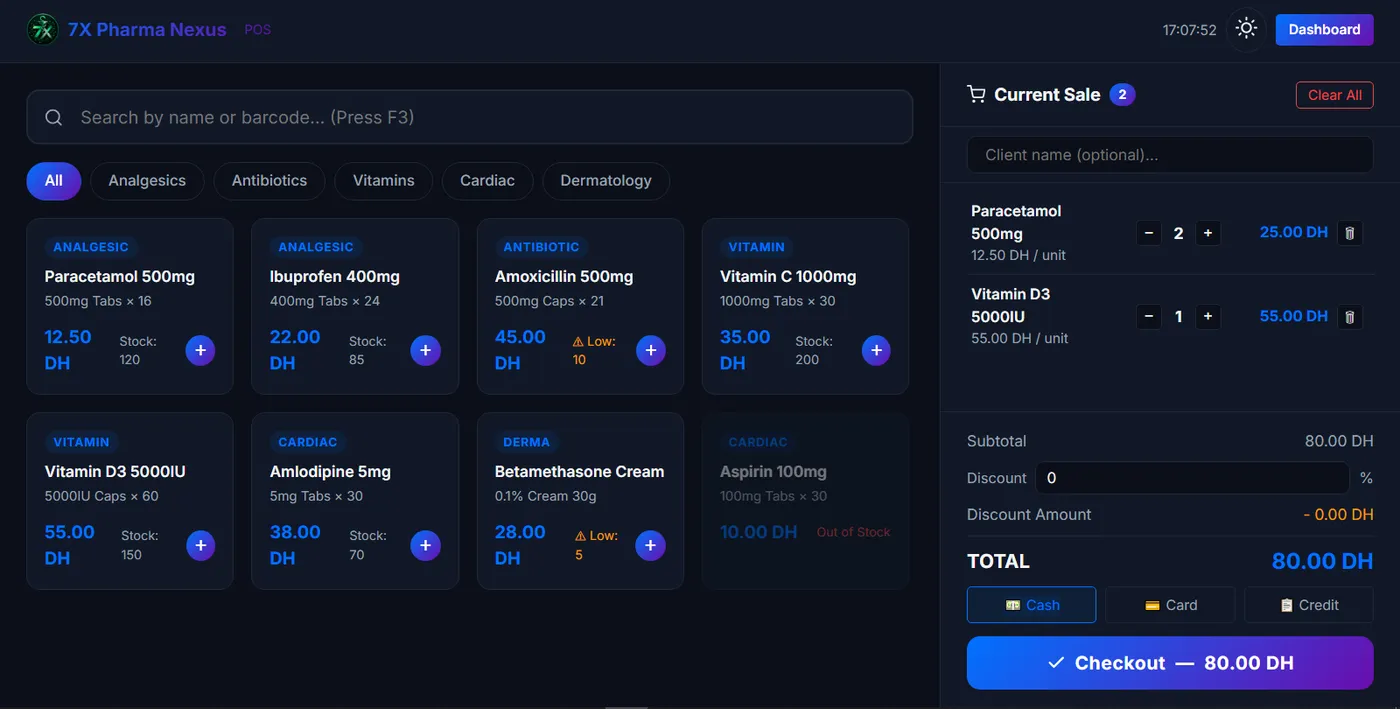 7X 7X Pharma Nexus POS 17:07:52 Dashboard
Search by name or barcode... (Press F3)
All Analgesics Antibiotics Vitamins Cardiac Dermatology
ANALGESIC
Paracetamol 500mg
500mg Tabs × 16
12.50
DH
Stock:
120
+
ANALGESIC
Ibuprofen 400mg
400mg Tabs × 24
22.00
DH
Stock:
85
+
ANTIBIOTIC
Amoxicillin 500mg
500mg Caps × 21
45.00
DH
⚠ Low:
10
+
VITAMIN
Vitamin C 1000mg
1000mg Tabs × 30
35.00
DH
Stock:
200
+
VITAMIN
Vitamin D3 5000IU
5000IU Caps × 60
55.00
DH
Stock:
150
+
CARDIAC
Amlodipine 5mg
5mg Tabs × 30
38.00
DH
Stock:
70
+
DERMA
Betamethasone Cream
0.1% Cream 30g
28.00
DH
⚠ Low:
5
+
CARDIAC
Aspirin 100mg
100mg Tabs × 30
10.00 DH Out of Stock
Current Sale 2 Clear All
Client name (optional)...
Paracetamol
500mg
12.50 DH / unit
− 2 + 25.00 DH
Vitamin D3
5000IU
55.00 DH / unit
− 1 + 55.00 DH
Subtotal 80.00 DH
Discount 0 %
Discount Amount - 0.00 DH
TOTAL 80.00 DH
Cash Card Credit
✓ Checkout — 80.00 DH